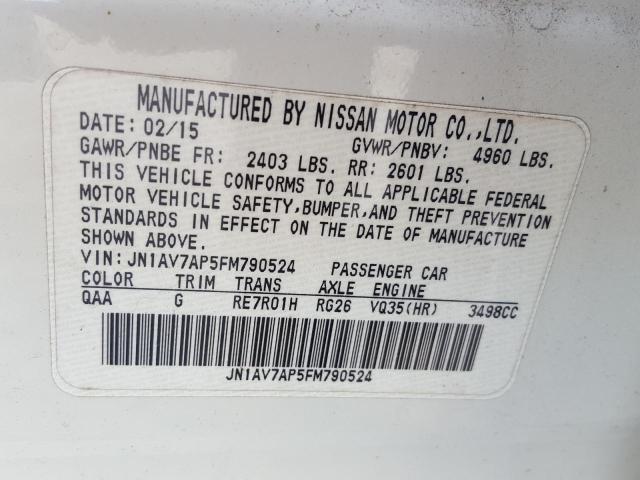 MANUFACTURED BY NISSAN MOTOR CO.,LTD.
DATE: 02/15 GVWR/PNBV: 4960 LBS.
GAWR/PNBE FR: 2403 LBS. RR: 2601 LBS.
THIS VEHICLE CONFORMS TO ALL APPLICABLE FEDERAL
MOTOR VEHICLE SAFETY,BUMPER,AND THEFT PREVENTION
STANDARDS IN EFFECT ON THE DATE OF MANUFACTURE
SHOWN ABOVE.
VIN:JN1AV7AP5FM790524 PASSENGER CAR
COLOR TRIM TRANS AXLE ENGINE
QAA G RE7R01H RG26 VQ35(HR) 3498CC
JN1AV7AP5FM790524